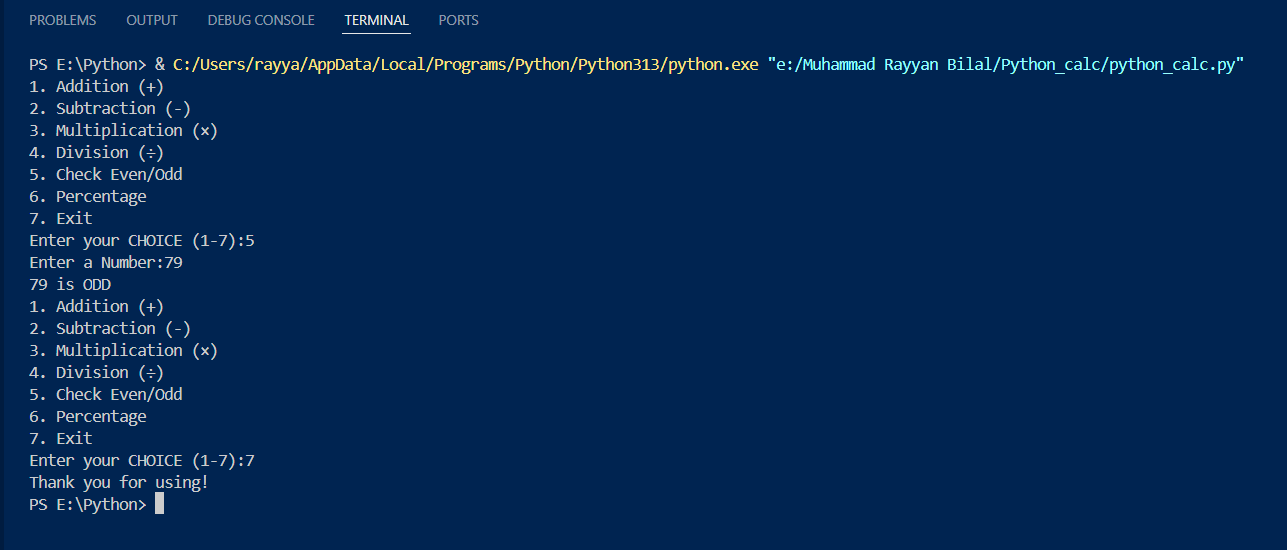 PROBLEMS OUTPUT DEBUG CONSOLE TERMINAL PORTS
PS E:\Python> & C:/Users/rayya/AppData/Local/Programs/Python/Python313/python.exe "e:/Muhammad Rayyan Bilal/Python_calc/python_calc.py"
1. Addition (+)
2. Subtraction (-)
3. Multiplication (×)
4. Division (÷)
5. Check Even/Odd
6. Percentage
7. Exit
Enter your CHOICE (1-7):5
Enter a Number:79
79 is ODD
1. Addition (+)
2. Subtraction (-)
3. Multiplication (×)
4. Division (÷)
5. Check Even/Odd
6. Percentage
7. Exit
Enter your CHOICE (1-7):7
Thank you for using!
PS E:\Python>